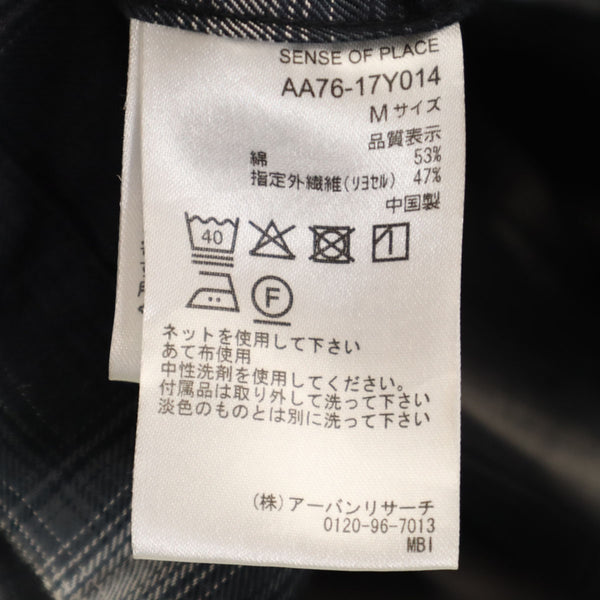 SENSE OF PLACE
AA76-17Y014
Mサイズ
品質表示
綿 53%
指定外繊維(リヨセル) 47%
中国製
40
F
ネットを使用して下さい
あて布使用
中性洗剤を使用してください。
付属品は取り外して洗って下さい
淡色のものとは別に洗って下さい
(株)アーバンリサーチ
0120-96-7013
MBI